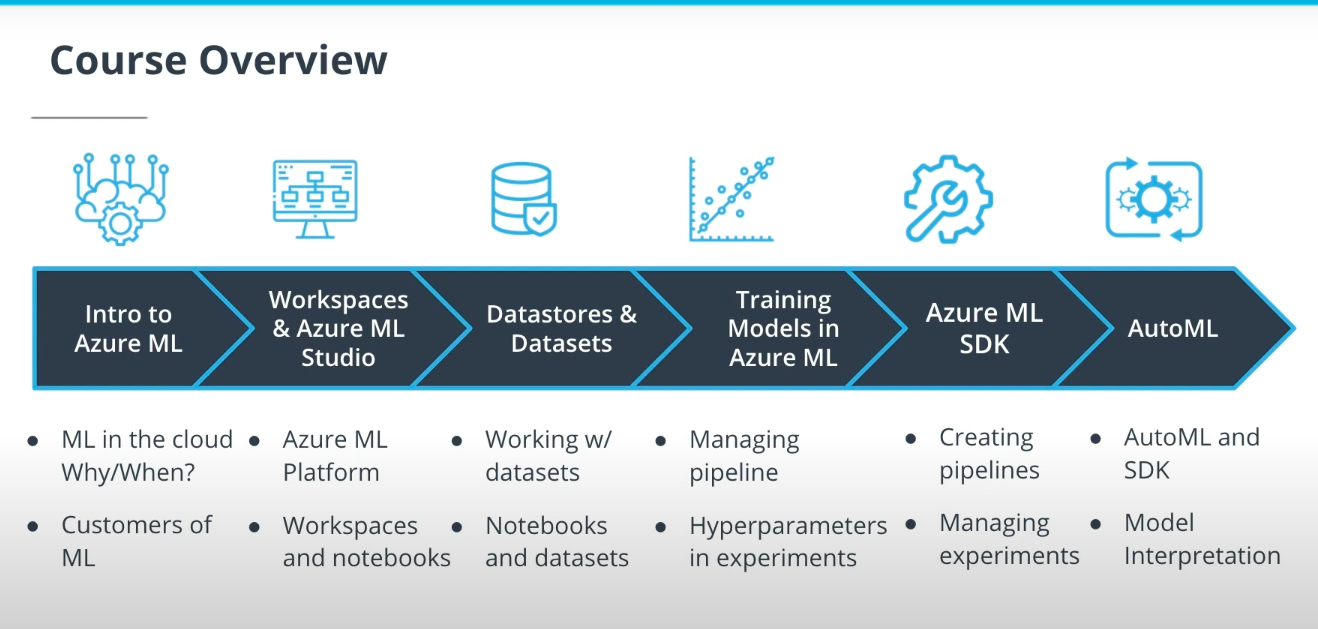 Course Overview
Intro to
Azure ML
Workspaces
& Azure ML
Studio
Datastores &
Datasets
Training
Models in
Azure ML
Azure ML
SDK
AutoML
● ML in the cloud
Why/When?
● Customers of
ML
● Azure ML
Platform
● Workspaces
and notebooks
● Working w/
datasets
● Notebooks
and datasets
● Managing
pipeline
● Hyperparameters
in experiments
● Creating
pipelines
● Managing
experiments
● AutoML and
SDK
● Model
Interpretation